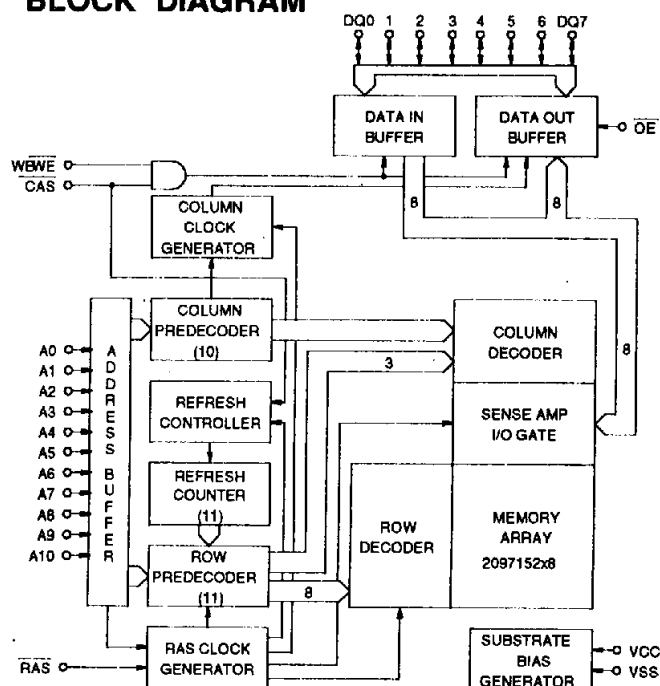 BLOCK DIAGRAM
DQ0 1 2 3 4 5 6 DQ7
DATA IN
BUFFER
DATA OUT
BUFFER
OE
WBWE
CAS
8
8
COLUMN
CLOCK
GENERATOR
COLUMN
PREDECODER
(10)
COLUMN
DECODER
8
A0
A1
A2
A3
A4
A5
A6
A7
A8
A9
A10
ADDRESS BUFFER
3
REFRESH
CONTROLLER
SENSE AMP
I/O GATE
REFRESH
COUNTER
(11)
ROW
DECODER
MEMORY
ARRAY
2097152x8
ROW
PREDECODER
(11)
8
RAS
RAS CLOCK
GENERATOR
SUBSTRATE
BIAS
GENERATOR
VCC
VSS